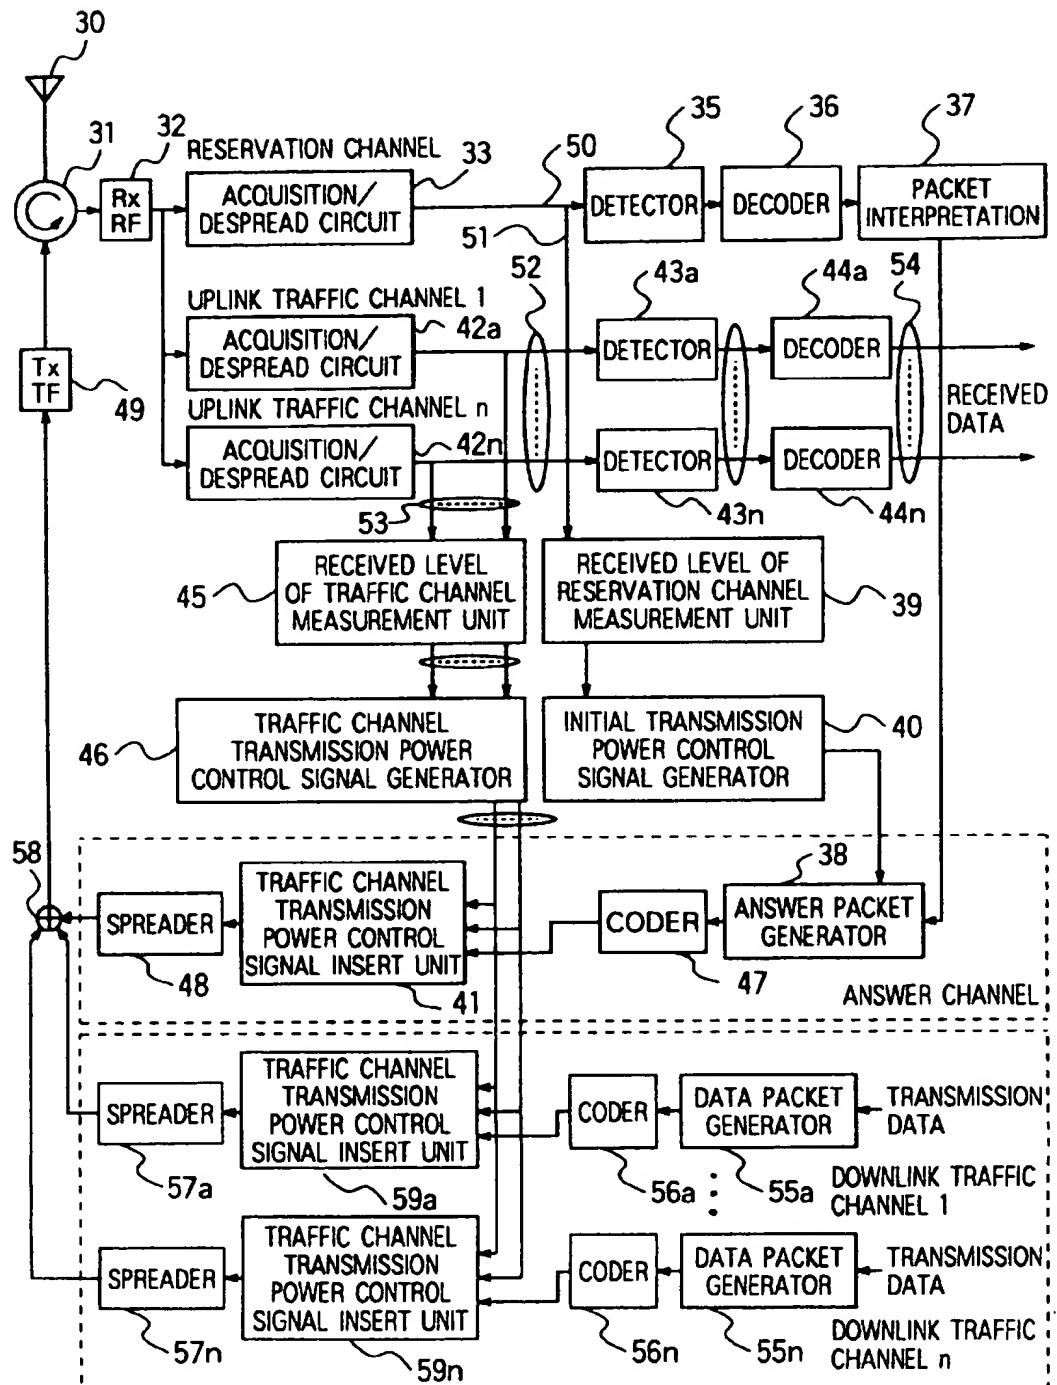 30
31
32
Rx
RF
RESERVATION CHANNEL
33
ACQUISITION/
DESPREAD CIRCUIT
50
51
35
DETECTOR
36
DECODER
37
PACKET
INTERPRETATION
UPLINK TRAFFIC CHANNEL 1
42a
ACQUISITION/
DESPREAD CIRCUIT
52
43a
DETECTOR
44a
DECODER
54
Tx
TF
49
UPLINK TRAFFIC CHANNEL n
42n
ACQUISITION/
DESPREAD CIRCUIT
DETECTOR
43n
DECODER
44n
RECEIVED
DATA
53
45
RECEIVED LEVEL
OF TRAFFIC CHANNEL
MEASUREMENT UNIT
RECEIVED LEVEL OF
RESERVATION CHANNEL
MEASUREMENT UNIT
39
46
TRAFFIC CHANNEL
TRANSMISSION POWER
CONTROL SIGNAL GENERATOR
INITIAL TRANSMISSION
POWER CONTROL
SIGNAL GENERATOR
40
58
SPREADER
48
TRAFFIC CHANNEL
TRANSMISSION
POWER CONTROL
SIGNAL INSERT UNIT
41
CODER
47
38
ANSWER PACKET
GENERATOR
ANSWER CHANNEL
SPREADER
57a
TRAFFIC CHANNEL
TRANSMISSION
POWER CONTROL
SIGNAL INSERT UNIT
59a
CODER
56a
DATA PACKET
GENERATOR
55a
TRANSMISSION
DATA
DOWNLINK TRAFFIC
CHANNEL 1
SPREADER
57n
TRAFFIC CHANNEL
TRANSMISSION
POWER CONTROL
SIGNAL INSERT UNIT
59n
CODER
56n
DATA PACKET
GENERATOR
55n
TRANSMISSION
DATA
DOWNLINK TRAFFIC
CHANNEL n